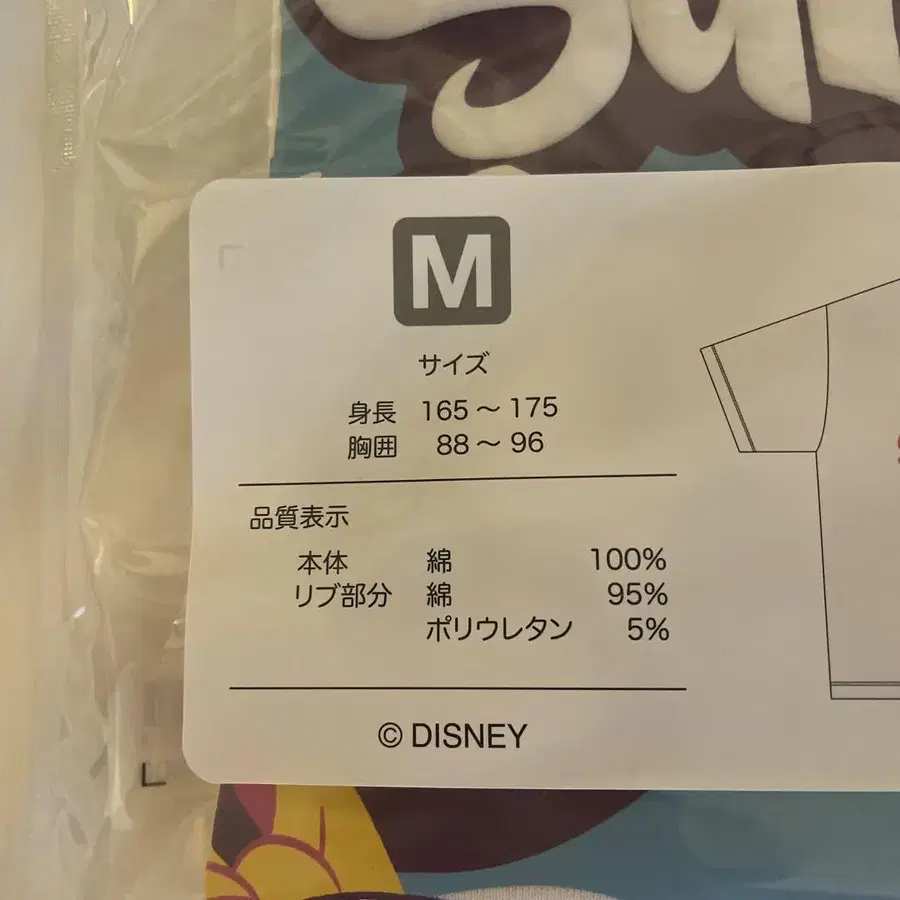 M
サイズ
身長 165～175
胸囲 88～96
品質表示
本体 綿 100%
リブ部分 綿 95%
ポリウレタン 5%
© DISNEY